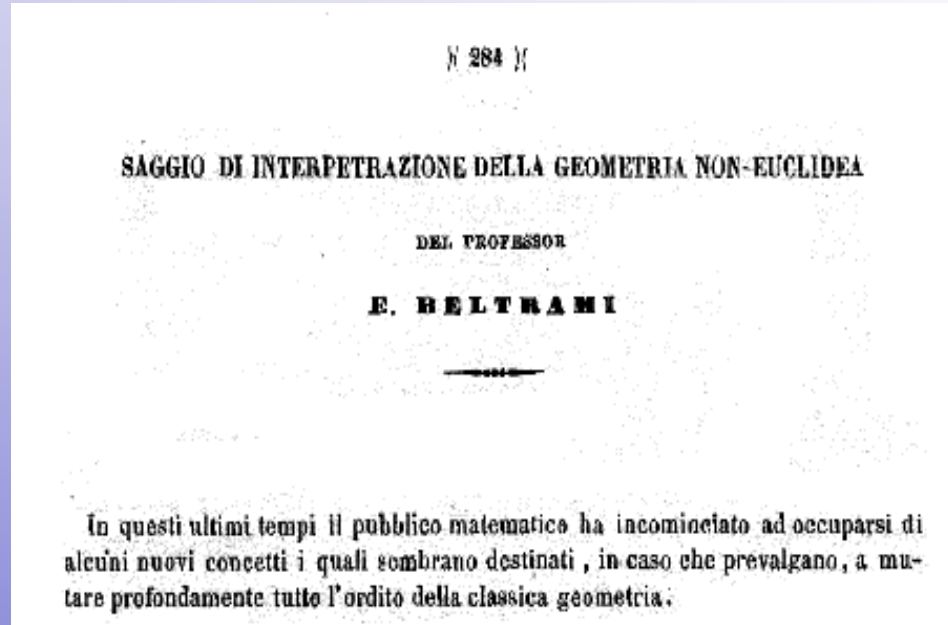 )( 284 )(
SAGGIO DI INTERPETRAZIONE DELLA GEOMETRIA NON-EUCLIDEA
DEL PROFESSOR
E. BELTRAMI
In questi ultimi tempi il pubblico matematico ha incominciato ad occuparsi di
alcuni nuovi concetti i quali sembrano destinati , in caso che prevalgano, a mu-
tare profondamente tutto l'ordito della classica geometria.